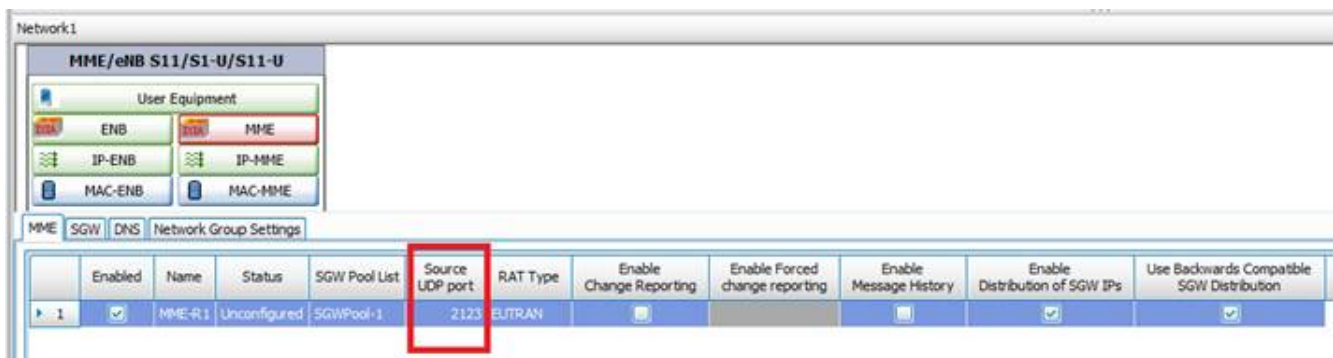 Network1
MME/eNB S11/S1-U/S11-U
User Equipment
ENB MME
IP-ENB IP-MME
MAC-ENB MAC-MME
MME SGW DNS Network Group Settings
Enabled Name Status SGW Pool List Source UDP port RAT Type Enable Change Reporting Enable Forced change reporting Enable Message History Enable Distribution of SGW IPs Use Backwards Compatible SGW Distribution
1 MME-R1 Unconfigured SGWPool-1 2123 EUTRAN